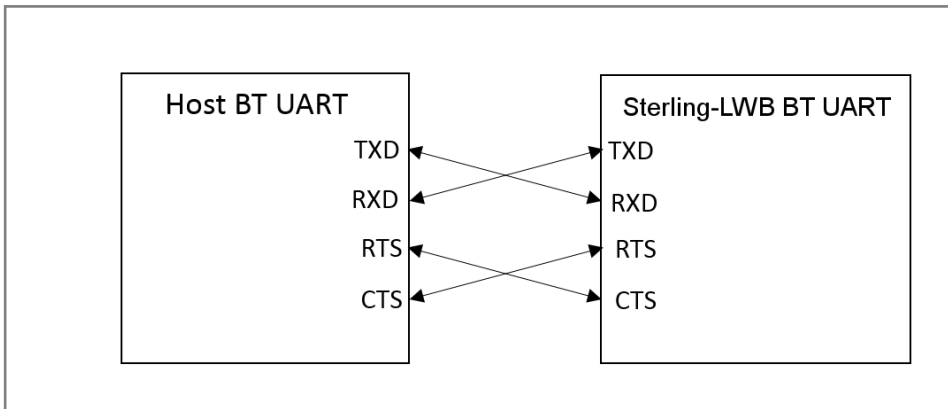 Host BT UART
TXD
RXD
RTS
CTS
Sterling-LWB BT UART
TXD
RXD
RTS
CTS